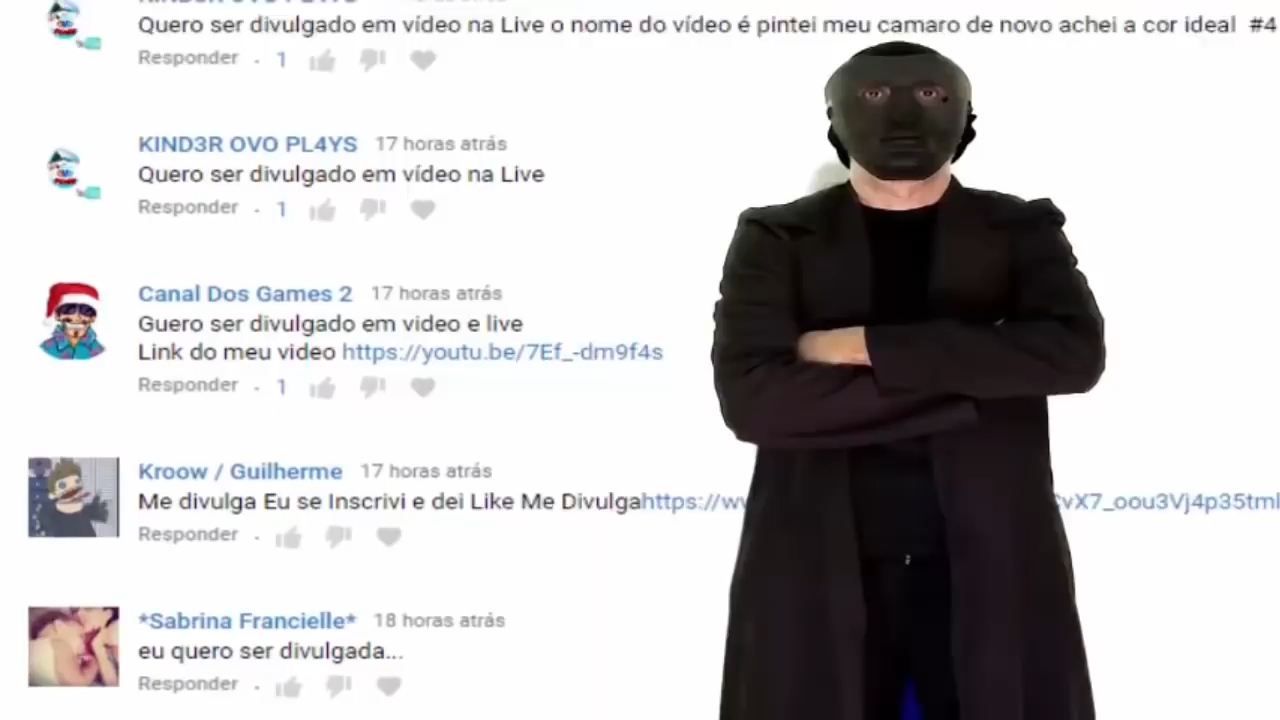 Quero ser divulgado em vídeo na Live o nome do vídeo é pintei meu camaro de novo achei a cor ideal #4
Responder · 1
KIND3R OVO PL4YS 17 horas atrás
Quero ser divulgado em vídeo na Live
Responder · 1
Canal Dos Games 2 17 horas atrás
Guero ser divulgado em video e live
Link do meu video https://youtu.be/7Ef_-dm9f4s
Responder · 1
Kroow / Guilherme 17 horas atrás
Me divulga Eu se Inscrivi e dei Like Me Divulgahttps://w vX7_oou3Vj4p35tml
Responder ·
*Sabrina Francielle* 18 horas atrás
eu quero ser divulgada...
Responder ·